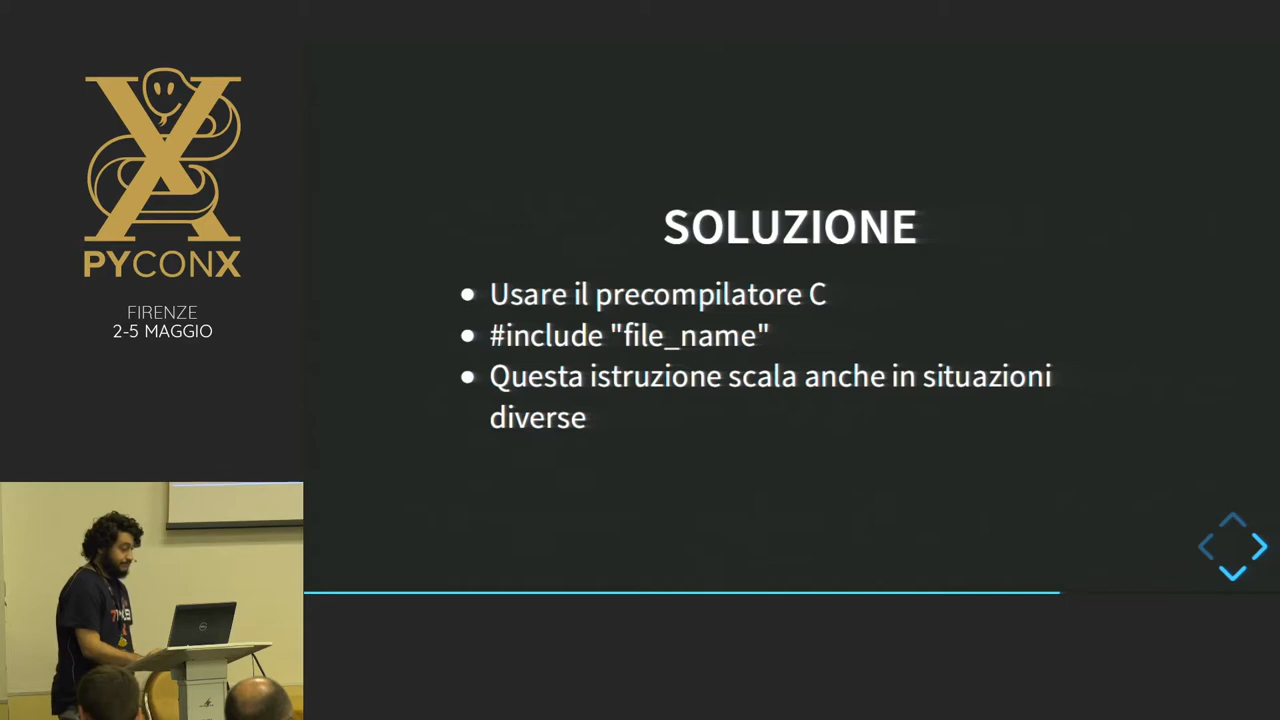 PYCONX
FIRENZE
2-5 MAGGIO
SOLUZIONE
Usare il precompilatore C
#include "file_name"
Questa istruzione scala anche in situazioni
diverse